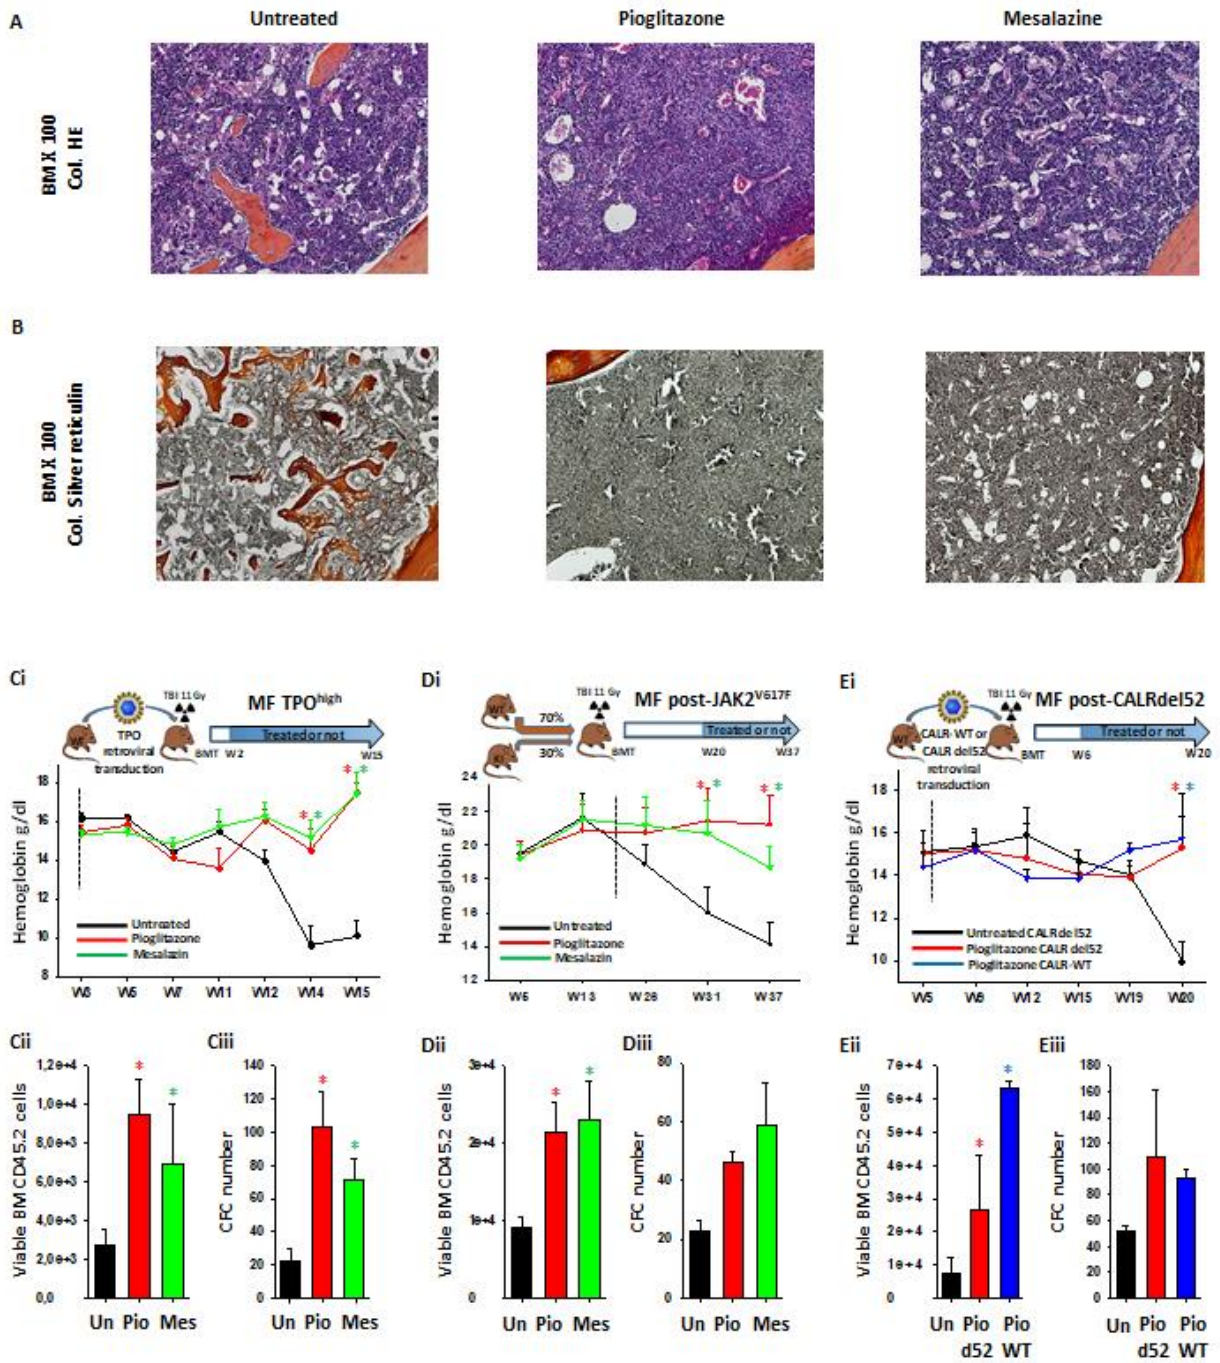 A
Untreated
Pioglitazone
Mesalazine
BM X 100
Col. HE
B
BM X 100
Col. Silver reticulin
Ci
TBI 11 Gy
MF TPOhigh
WT
TPO
retroviral
transduction
BMT
W2
Treated or not
W15
Hemoglobin g/dl
18
16
14
12
10
8
* *
* *
Untreated
Pioglitazone
Mesalazin
W3 W5 W7 W11 W12 W14 W15
Di
TBI 11 Gy
MF post-JAK2V617F
WT
70%
KI
30%
BMT
Treated or not
W20
W37
Hemoglobin g/dl
24
22
20
18
16
14
12
* *
* *
Untreated
Pioglitazone
Mesalazin
W6 W13 W26 W31 W37
Ei
TBI 11 Gy
MF post-CALRdel52
WT
CALR-WT or
CALR del52
retroviral
transduction
BMT
W6
Treated or not
W20
Hemoglobin g/dl
18
16
14
12
10
* *
Untreated CALRdel52
Pioglitazone CALRdel52
Pioglitazone CALR-WT
W5 W9 W12 W15 W19 W20
Cii
Viable BM CD45.2 cells
1,2e+4
1,0e+4
8,0e+3
6,0e+3
4,0e+3
2,0e+3
0,0
*
*
Un Pio Mes
Ciii
CFC number
140
120
100
80
60
40
20
0
*
*
Un Pio Mes
Dii
Viable BM CD45.2 cells
3e+4
2e+4
1e+4
0
*
*
Un Pio Mes
Diii
CFC number
80
60
40
20
0
Un Pio Mes
Eii
Viable BM CD45.2 cells
7e+4
6e+4
5e+4
4e+4
3e+4
2e+4
1e+4
0
*
*
Un Pio Pio
d52 WT
Eiii
CFC number
180
160
140
120
100
80
60
40
20
0
Un Pio Pio
d52 WT